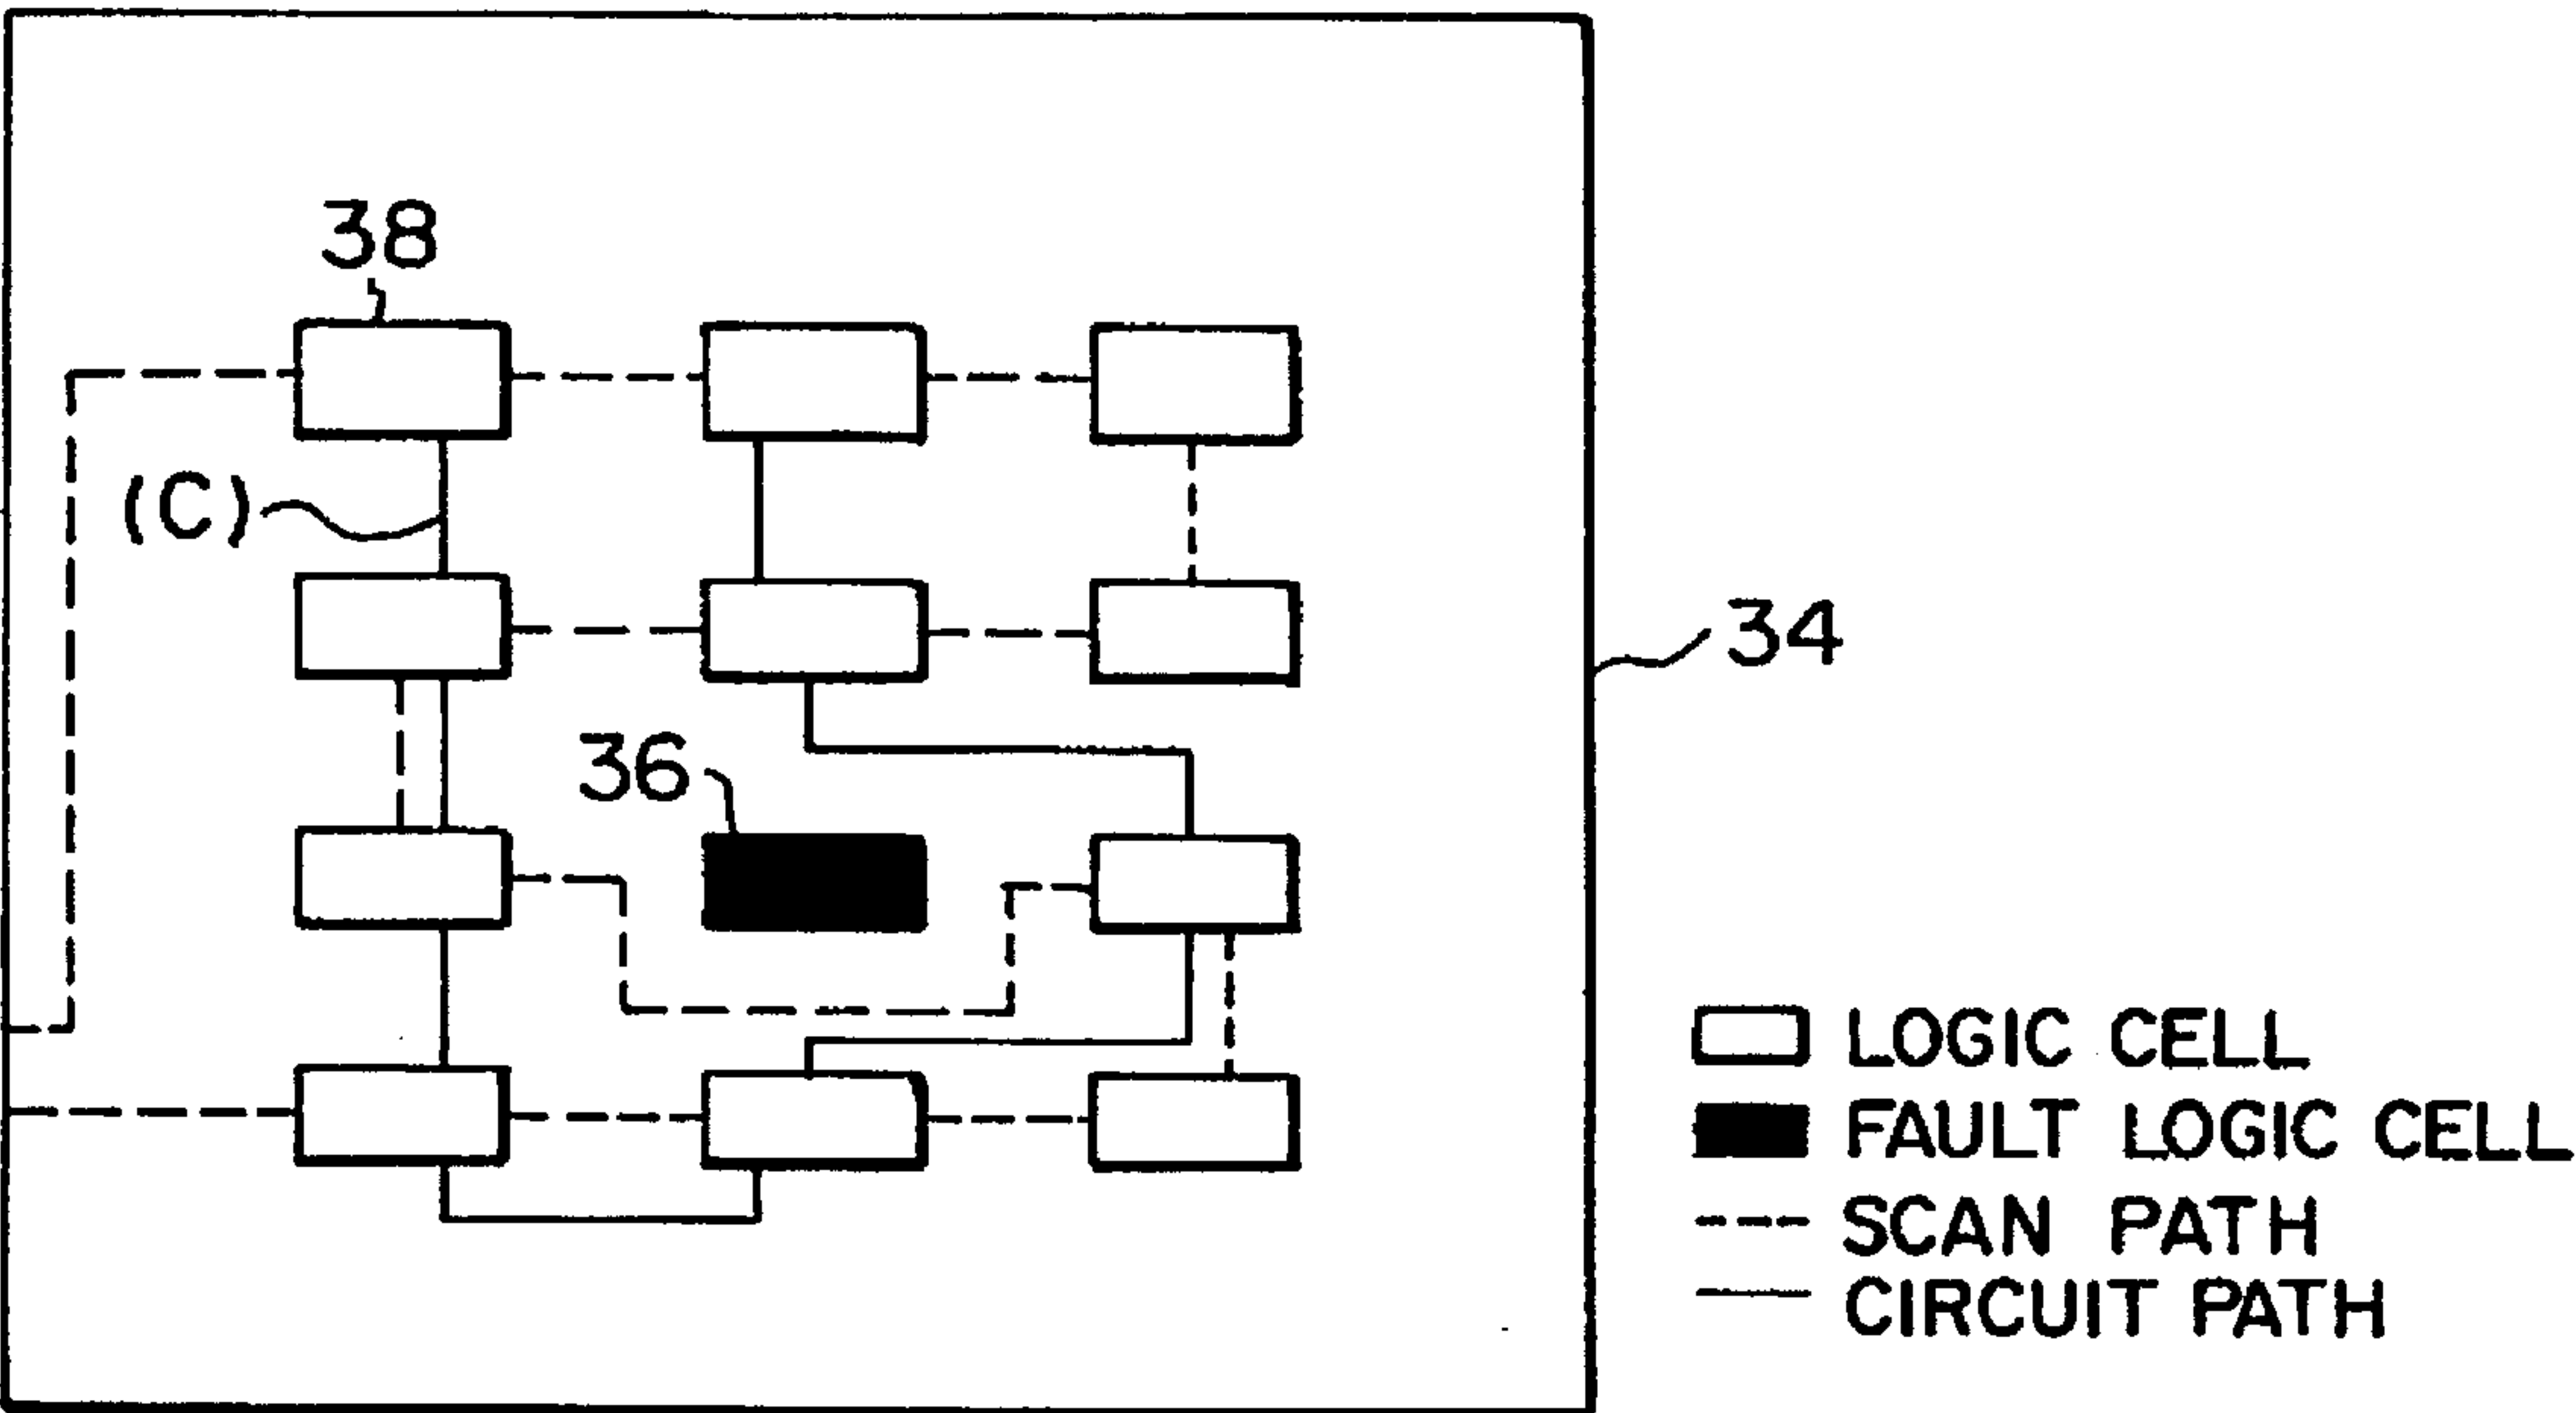 38
(C)
34
36
LOGIC CELL
FAULT LOGIC CELL
SCAN PATH
CIRCUIT PATH